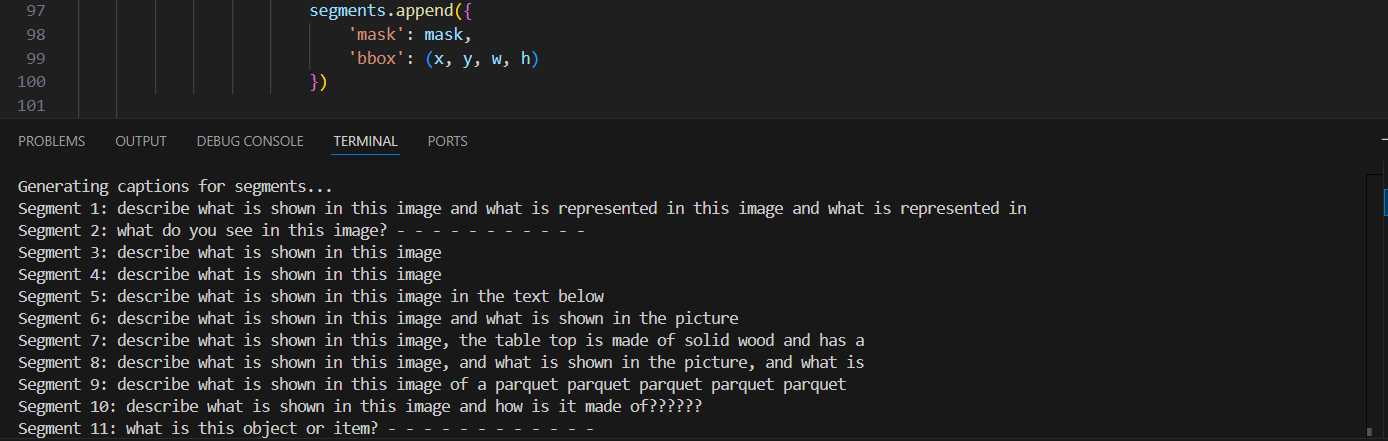 97 segments.append({
98 'mask': mask,
99 'bbox': (x, y, w, h)
100 })
101
PROBLEMS OUTPUT DEBUG CONSOLE TERMINAL PORTS
Generating captions for segments...
Segment 1: describe what is shown in this image and what is represented in this image and what is represented in
Segment 2: what do you see in this image? - - - - - - - - - - -
Segment 3: describe what is shown in this image
Segment 4: describe what is shown in this image
Segment 5: describe what is shown in this image in the text below
Segment 6: describe what is shown in this image and what is shown in the picture
Segment 7: describe what is shown in this image, the table top is made of solid wood and has a
Segment 8: describe what is shown in this image, and what is shown in the picture, and what is
Segment 9: describe what is shown in this image of a parquet parquet parquet parquet parquet
Segment 10: describe what is shown in this image and how is it made of??????
Segment 11: what is this object or item? - - - - - - - - - - - -